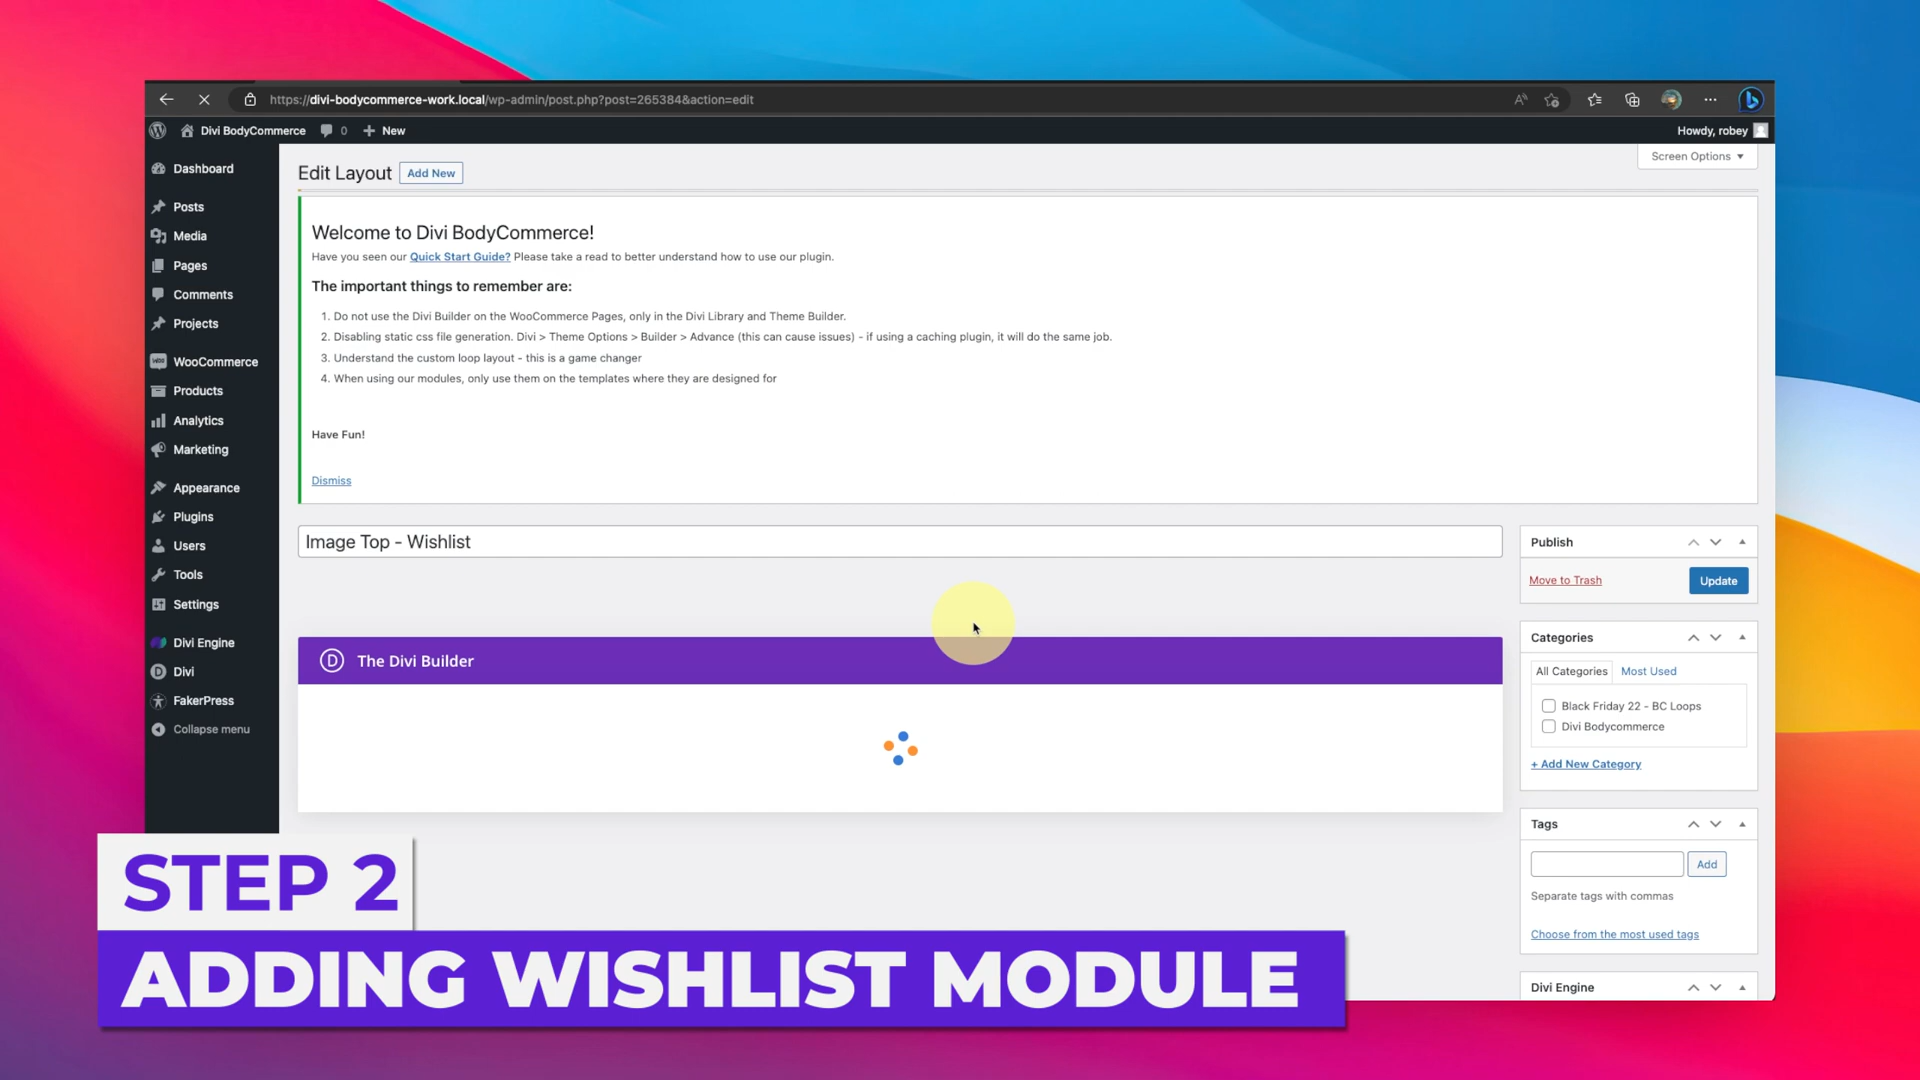 https://divi-bodycommerce-work.local/wp-admin/post.php?post=265384&action=edit
Divi BodyCommerce
0
New
Howdy, robey
Dashboard
Posts
Media
Pages
Comments
Projects
WooCommerce
Products
Analytics
Marketing
Appearance
Plugins
Users
Tools
Settings
Divi Engine
Divi
FakerPress
Collapse menu
Screen Options
Edit Layout
Add New
Welcome to Divi BodyCommerce!
Have you seen our Quick Start Guide? Please take a read to better understand how to use our plugin.
The important things to remember are:
1. Do not use the Divi Builder on the WooCommerce Pages, only in the Divi Library and Theme Builder.
2. Disabling static css file generation. Divi > Theme Options > Builder > Advance (this can cause issues) - if using a caching plugin, it will do the same job.
3. Understand the custom loop layout - this is a game changer
4. When using our modules, only use them on the templates where they are designed for
Have Fun!
Dismiss
Image Top - Wishlist
D The Divi Builder
Publish
Move to Trash
Update
Categories
All Categories
Most Used
Black Friday 22 - BC Loops
Divi Bodycommerce
+ Add New Category
Tags
Add
Separate tags with commas
Choose from the most used tags
Divi Engine
STEP 2
ADDING WISHLIST MODULE